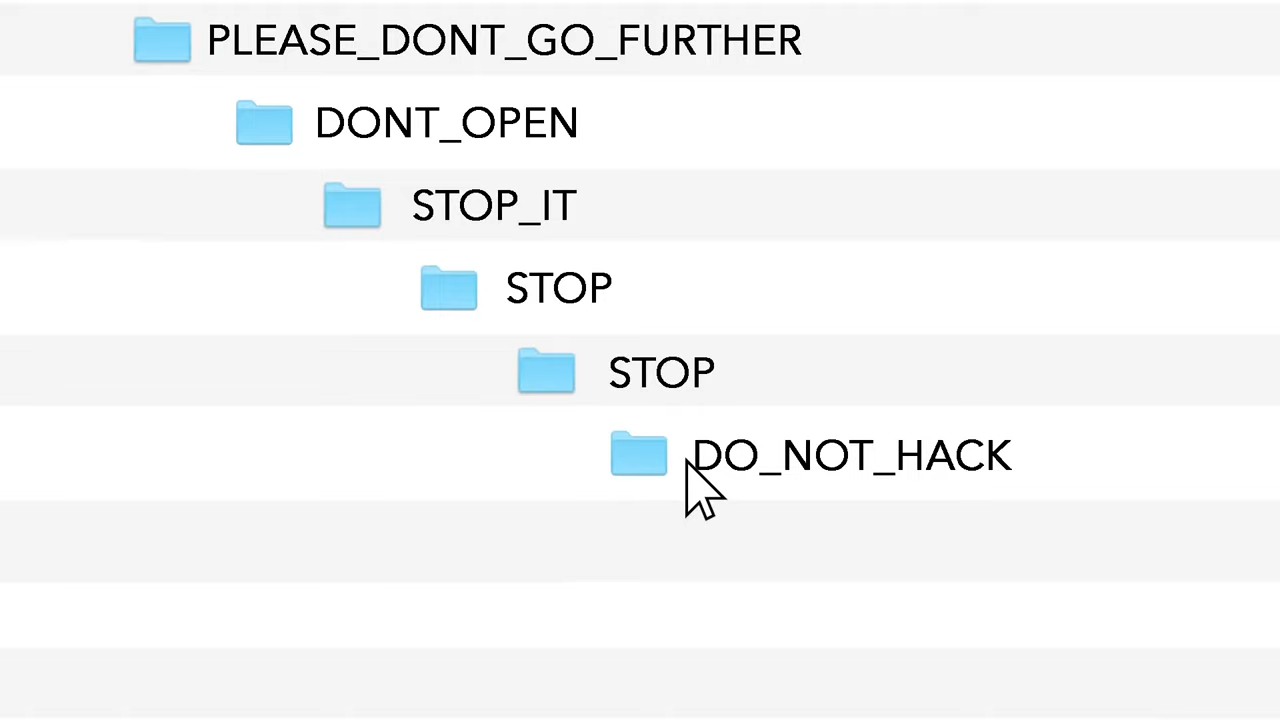 PLEASE_DONT_GO_FURTHER
DONT_OPEN
STOP_IT
STOP
STOP
DO_NOT_HACK